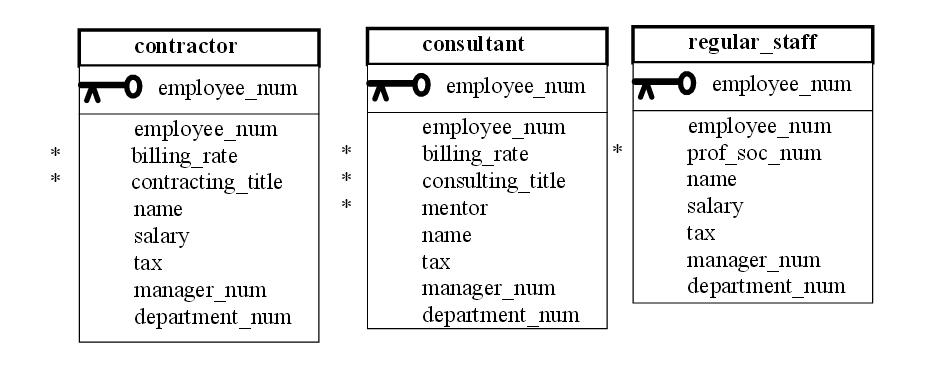 contractor
employee_num
employee_num
* billing_rate
* contracting_title
name
salary
tax
manager_num
department_num
consultant
employee_num
employee_num
* billing_rate
* consulting_title
* mentor
name
tax
manager_num
department_num
regular_staff
employee_num
employee_num
* prof_soc_num
name
salary
tax
manager_num
department_num